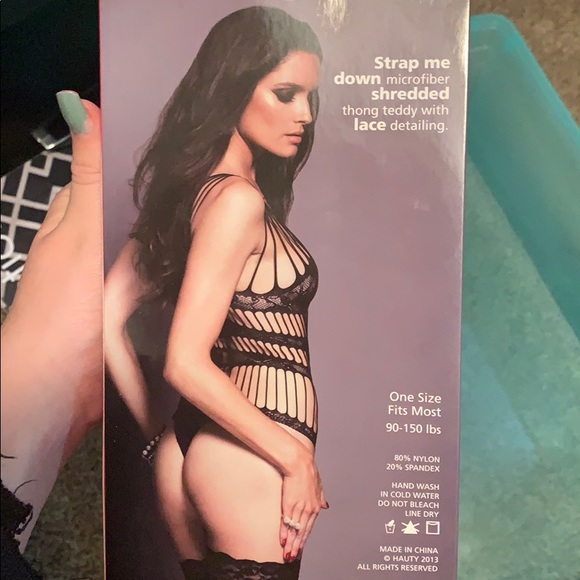 Strap me
down microfiber
shredded
thong teddy with
lace detailing.
One Size
Fits Most
90-150 lbs
80% NYLON
20% SPANDEX
HAND WASH
IN COLD WATER
DO NOT BLEACH
LINE DRY
MADE IN CHINA
© HAUTY 2013
ALL RIGHTS RESERVED